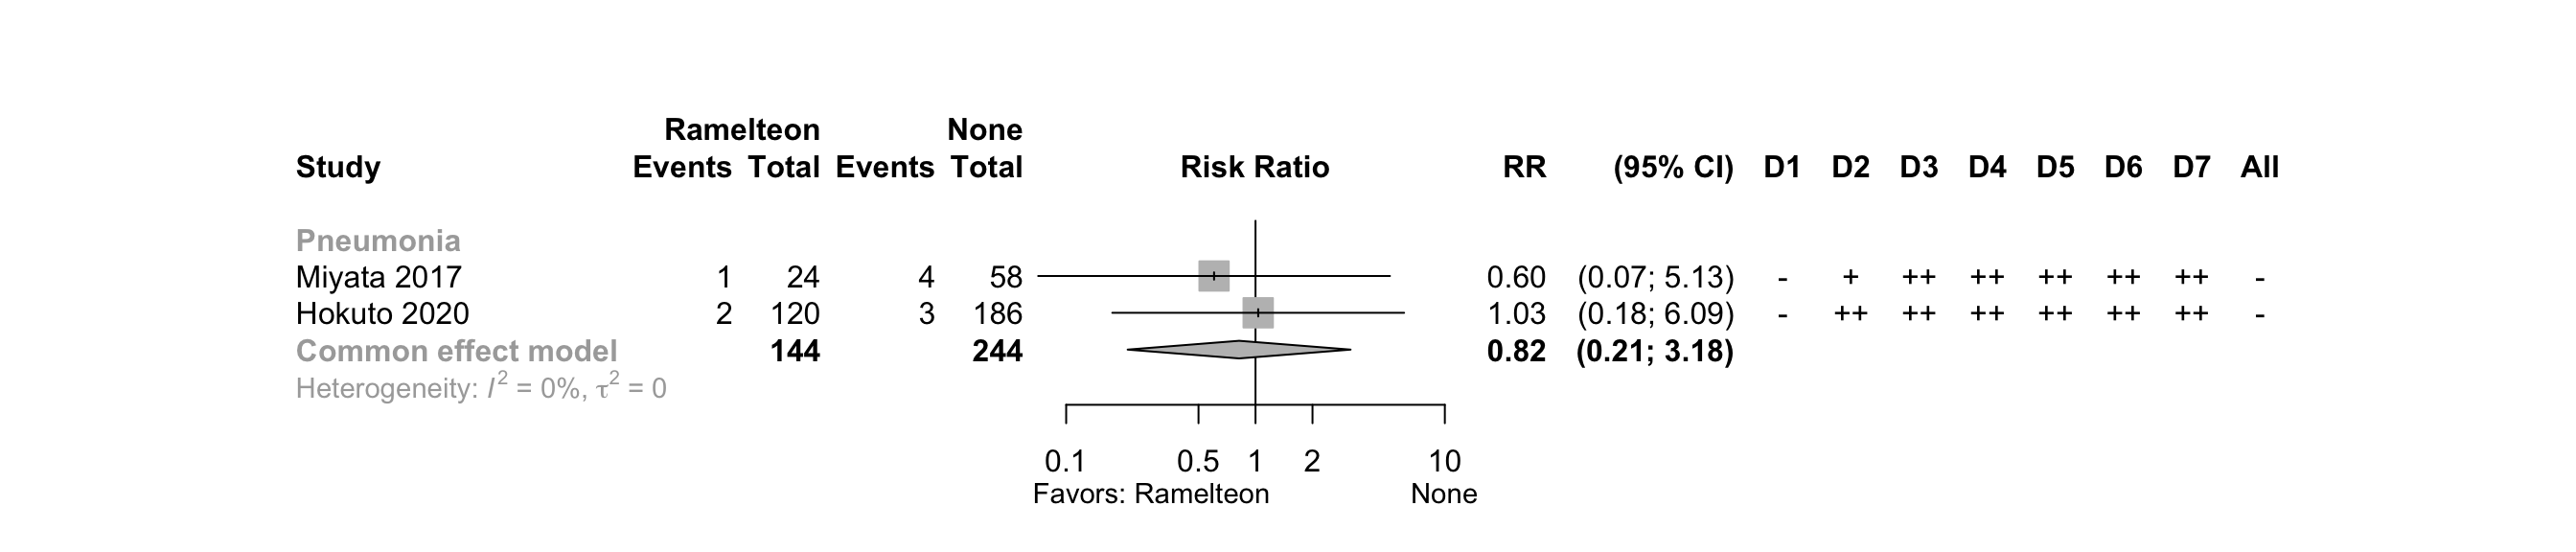 Ramelteon None
Study Events Total Events Total Risk Ratio RR (95% CI) D1 D2 D3 D4 D5 D6 D7 All
Pneumonia
Miyata 2017 1 24 4 58 0.60 (0.07; 5.13) - + ++ ++ ++ ++ ++ -
Hokuto 2020 2 120 3 186 1.03 (0.18; 6.09) - ++ ++ ++ ++ ++ ++ -
Common effect model 144 244 0.82 (0.21; 3.18)
Heterogeneity: I² = 0%, τ² = 0
0.1 0.5 1 2 10
Favors: Ramelteon None